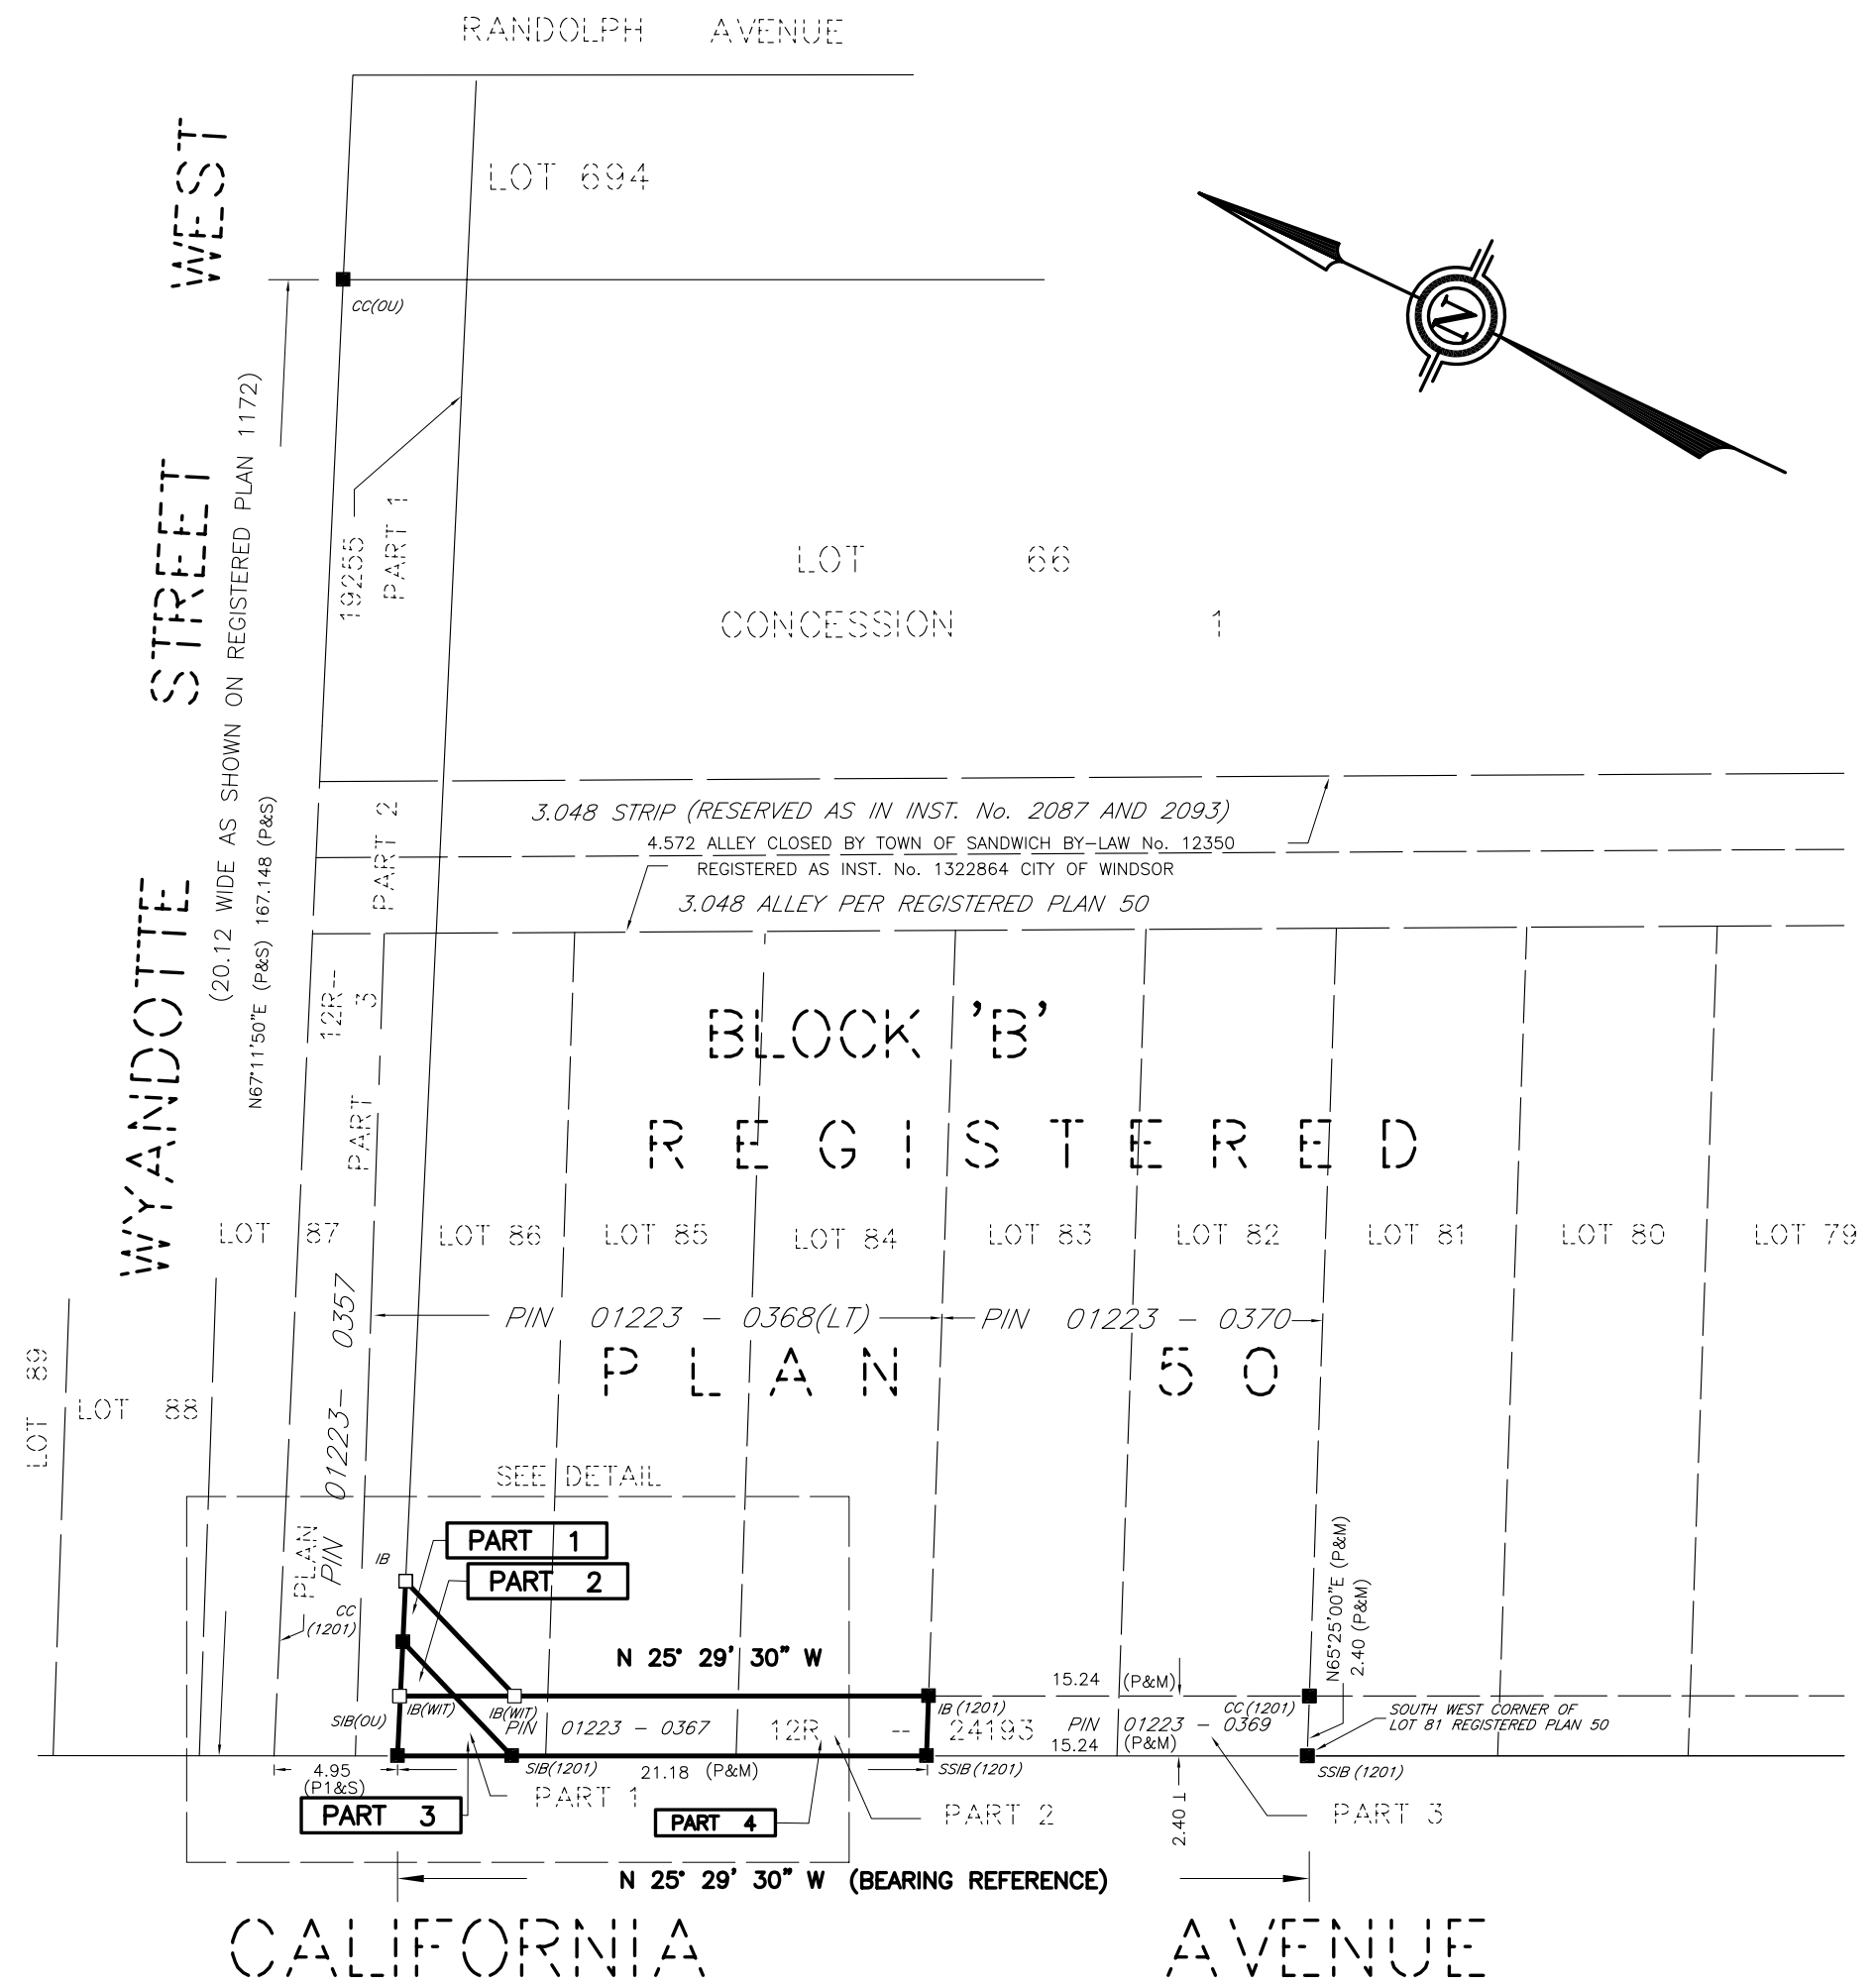 RANDOLPH AVENUE
WYANDOTTE STREET WEST
LOT 694
CC(OU)
N
(20.12 WIDE AS SHOWN ON REGISTERED PLAN 1172)
N67°11'50"E (P&S) 167.148 (P&S)
19255
PART 1
LOT 66
CONCESSION 1
3.048 STRIP (RESERVED AS IN INST. No. 2087 AND 2093)
4.572 ALLEY CLOSED BY TOWN OF SANDWICH BY-LAW No. 12350
REGISTERED AS INST. No. 1322864 CITY OF WINDSOR
3.048 ALLEY PER REGISTERED PLAN 50
PART 2
12R--
PART 3
BLOCK 'B'
REGISTERED
LOT 87
LOT 86
LOT 85
LOT 84
LOT 83
LOT 82
LOT 81
LOT 80
LOT 79
PIN 01223 - 0368(LT)
PIN 01223 - 0370
PLAN 50
LOT 89
LOT 88
PIN 01223- 0357
PLAN
SEE DETAIL
PART 1
PART 2
IB
CC
(1201)
N 25° 29' 30" W
N65°25'00"E (P&M)
2.40 (P&M)
15.24 (P&M)
SIB(OU)
IB(WIT)
IB(WIT)
IB (1201)
CC (1201)
SOUTH WEST CORNER OF
LOT 81 REGISTERED PLAN 50
PIN 01223 - 0367
12R -- 24193
PIN 01223 - 0369
15.24 (P&M)
4.95
(P1&S)
SIB(1201)
21.18 (P&M)
SSIB (1201)
SSIB (1201)
PART 3
PART 1
PART 4
PART 2
2.40 ⊥
PART 3
N 25° 29' 30" W (BEARING REFERENCE)
CALIFORNIA AVENUE